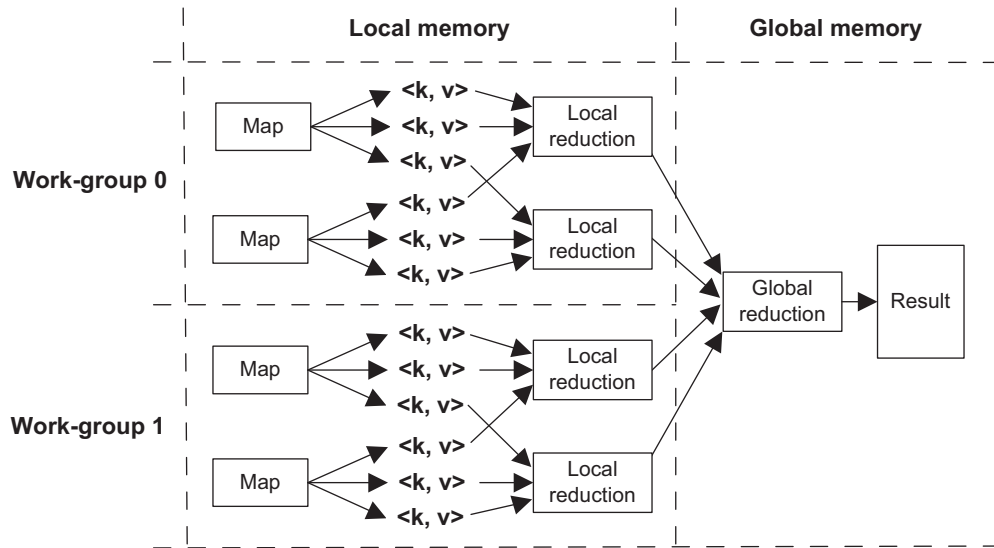 Local memory
Global memory
Work-group 0
Map
<k, v>
<k, v>
<k, v>
Local
reduction
Map
<k, v>
<k, v>
<k, v>
Local
reduction
Global
reduction
Result
Work-group 1
Map
<k, v>
<k, v>
<k, v>
Local
reduction
Map
<k, v>
<k, v>
<k, v>
Local
reduction